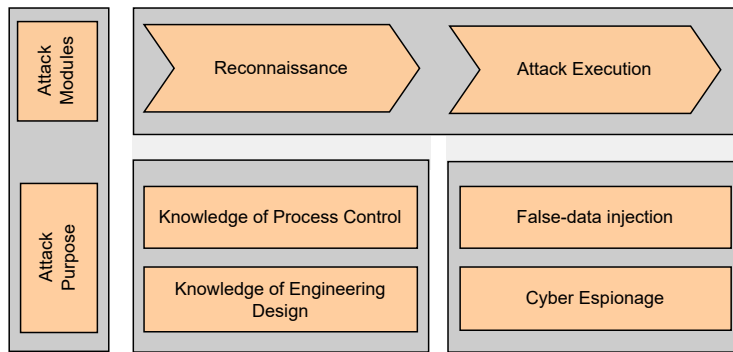 Attack
Modules
Reconnaissance
Attack Execution
Attack
Purpose
Knowledge of Process Control
False-data injection
Knowledge of Engineering
Design
Cyber Espionage